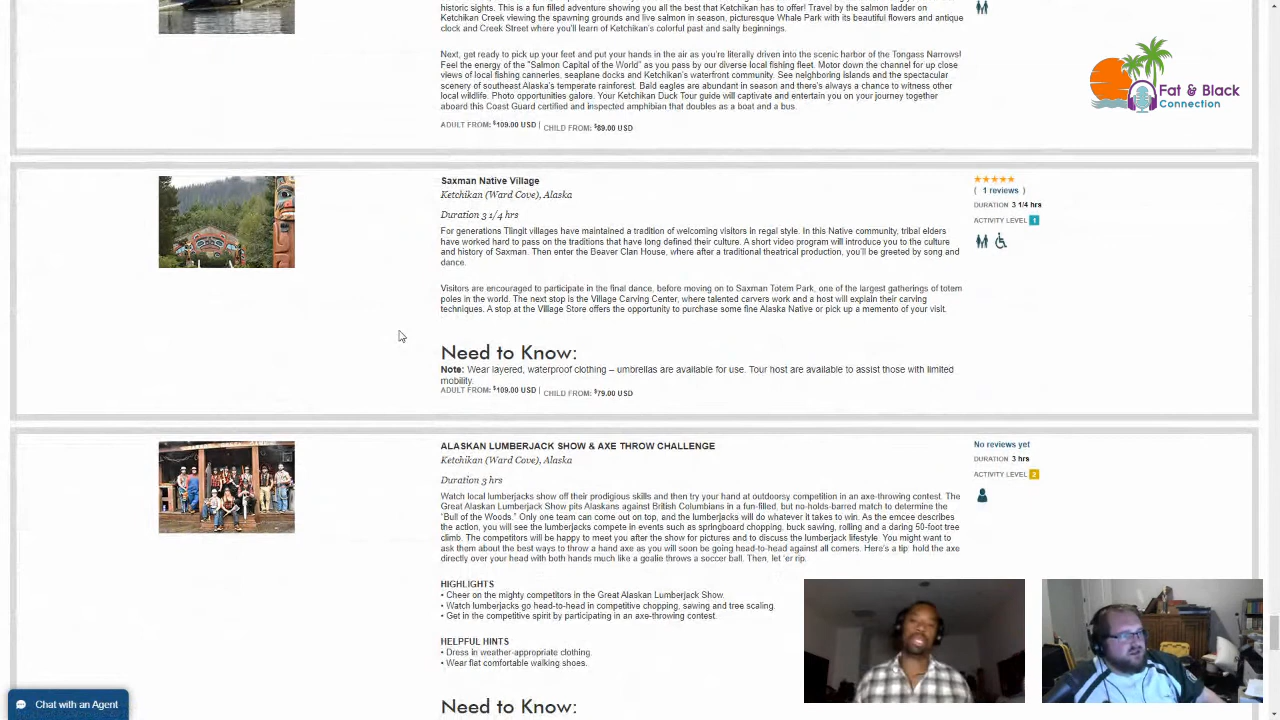 historic sights. This is a fun filled adventure showing you all the best that Ketchikan has to offer! Travel by the salmon ladder on
Ketchikan Creek viewing the spawning grounds and live salmon in season, picturesque Whale Park with its beautiful flowers and antique
clock and Creek Street where you'll learn of Ketchikan's colorful past and salty beginnings.
Next, get ready to pick up your feet and put your hands in the air as you're literally driven into the scenic harbor of the Tongass Narrows!
Feel the energy of the "Salmon Capital of the World" as you pass by our diverse local fishing fleet. Motor down the channel for up close
views of local fishing canneries, seaplane docks and Ketchikan's waterfront community. See neighboring islands and the spectacular
scenery of southeast Alaska's temperate rainforest. Bald eagles are abundant in season and there's always a chance to witness other
local wildlife. Photo opportunities galore. Your Ketchikan Duck Tour guide will captivate and entertain you on your journey together
aboard this Coast Guard certified and inspected amphibian that doubles as a boat and a bus.
ADULT FROM: $109.00 USD | CHILD FROM: $69.00 USD
Fat & Black
Connection
Saxman Native Village
Ketchikan (Ward Cove), Alaska
Duration 3 1/4 hrs
For generations Tlingit villages have maintained a tradition of welcoming visitors in regal style. In this Native community, tribal elders
have worked hard to pass on the traditions that have long defined their culture. A short video program will introduce you to the culture
and history of Saxman. Then enter the Beaver Clan House, where after a traditional theatrical production, you'll be greeted by song and
dance.
Visitors are encouraged to participate in the final dance, before moving on to Saxman Totem Park, one of the largest gatherings of totem
poles in the world. The next stop is the Village Carving Center, where talented carvers work and a host will explain their carving
techniques. A stop at the Village Store offers the opportunity to purchase some fine Alaska Native or pick up a memento of your visit.
Need to Know:
Note: Wear layered, waterproof clothing – umbrellas are available for use. Tour host are available to assist those with limited
mobility.
ADULT FROM: $109.00 USD | CHILD FROM: $79.00 USD
( 1 reviews )
DURATION 3 1/4 hrs
ACTIVITY LEVEL 1
ALASKAN LUMBERJACK SHOW & AXE THROW CHALLENGE
Ketchikan (Ward Cove), Alaska
Duration 3 hrs
Watch local lumberjacks show off their prodigious skills and then try your hand at outdoorsy competition in an axe-throwing contest. The
Great Alaskan Lumberjack Show pits Alaskans against British Columbians in a fun-filled, but no-holds-barred match to determine the
"Bull of the Woods." Only one team can come out on top, and the lumberjacks will do whatever it takes to win. As the emcee describes
the action, you will see the lumberjacks compete in events such as springboard chopping, buck sawing, rolling and a daring 50-foot tree
climb. The competitors will be happy to meet you after the show for pictures and to discuss the lumberjack lifestyle. You might want to
ask them about the best ways to throw a hand axe as you will soon be going head-to-head against all comers. Here's a tip: hold the axe
directly over your head with both hands much like a goalie throws a soccer ball. Then, let 'er rip.
HIGHLIGHTS
• Cheer on the mighty competitors in the Great Alaskan Lumberjack Show.
• Watch lumberjacks go head-to-head in competitive chopping, sawing and tree scaling.
• Get in the competitive spirit by participating in an axe-throwing contest.
HELPFUL HINTS
• Dress in weather-appropriate clothing.
• Wear flat comfortable walking shoes.
Need to Know:
No reviews yet
DURATION 3 hrs
ACTIVITY LEVEL 2
Chat with an Agent